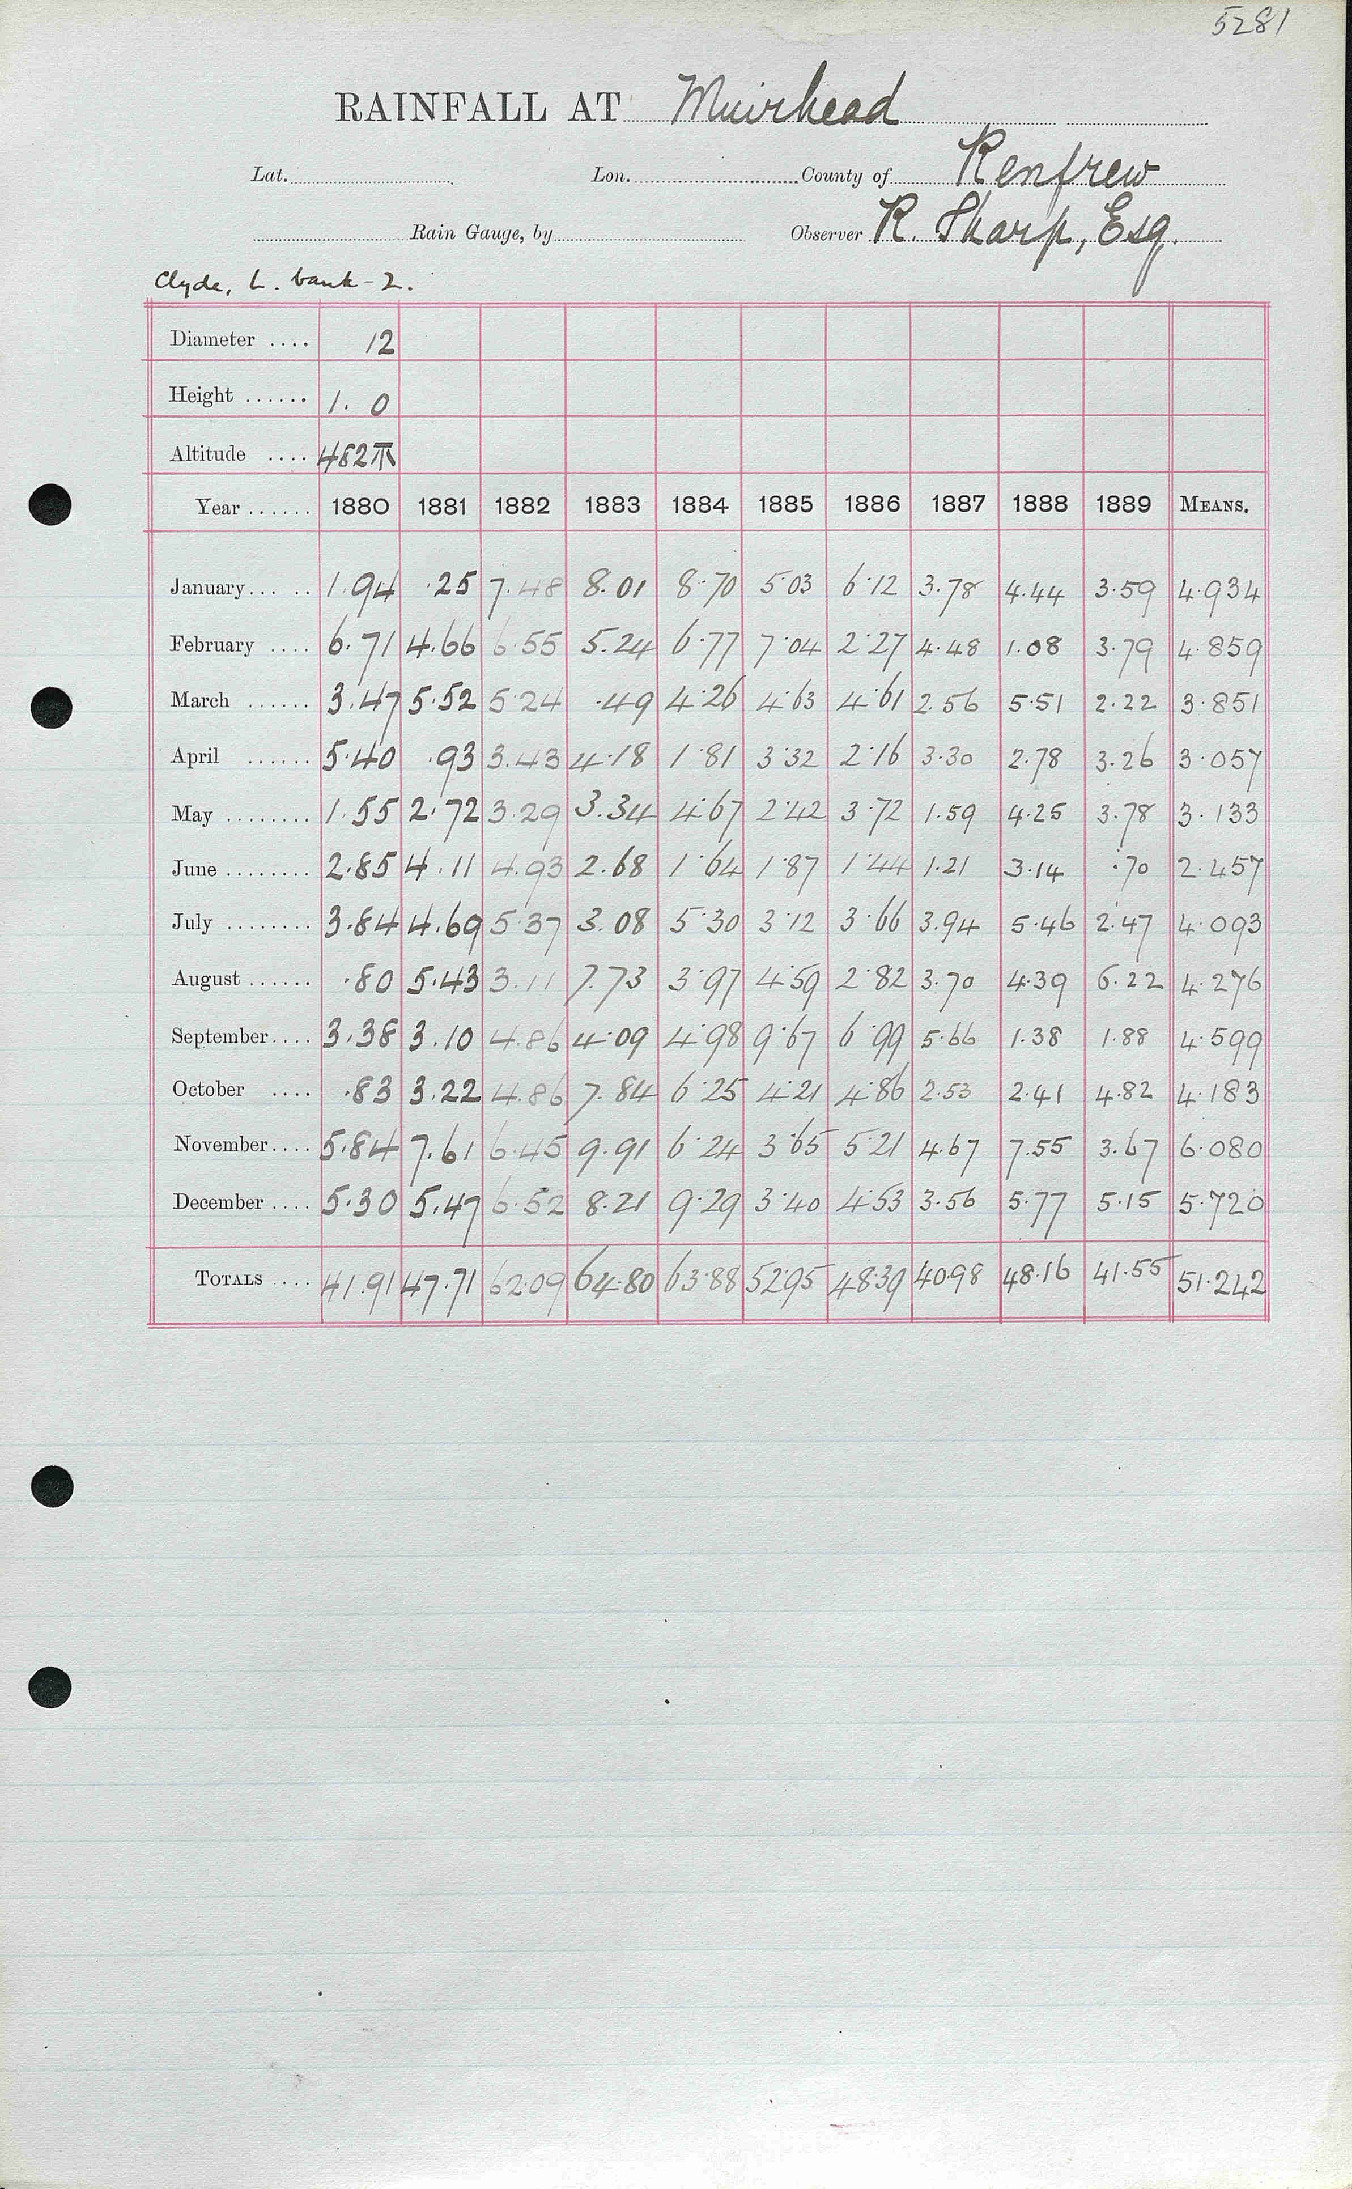 5281
RAINFALL AT Muirhead
Lat. Lon. County of Renfrew
Rain Gauge, by Observer R. Sharp, Esq.
Clyde, L. bank - 2.
Diameter .... 12
Height ...... 1. 0
Altitude .... 482
Year ...... 1880 1881 1882 1883 1884 1885 1886 1887 1888 1889 MEANS.
January... .. 1.94 .25 7.48 8.01 8.70 5.03 6.12 3.78 4.44 3.59 4.934
February .... 6.71 4.66 6.55 5.24 6.77 7.04 2.27 4.48 1.08 3.79 4.859
March ...... 3.47 5.52 5.24 .49 4.26 4.63 4.61 2.56 5.51 2.22 3.851
April ...... 5.40 .93 3.43 4.18 1.81 3.32 2.16 3.30 2.78 3.26 3.057
May ........ 1.55 2.72 3.29 3.34 4.67 2.42 3.72 1.59 4.25 3.78 3.133
June ........ 2.85 4.11 4.93 2.68 1.64 1.87 1.44 1.21 3.14 .70 2.457
July ........ 3.84 4.69 5.37 3.08 5.30 3.12 3.66 3.94 5.46 2.47 4.093
August ...... .80 5.43 3.11 7.73 3.97 4.59 2.82 3.70 4.39 6.22 4.276
September.... 3.38 3.10 4.86 4.09 4.98 9.67 6.99 5.66 1.38 1.88 4.599
October .... .83 3.22 4.86 7.84 6.25 4.21 4.86 2.53 2.41 4.82 4.183
November.... 5.84 7.61 6.45 9.91 6.24 3.65 5.21 4.67 7.55 3.67 6.080
December .... 5.30 5.47 6.52 8.21 9.29 3.40 4.53 3.56 5.77 5.15 5.720
TOTALS .... 41.91 47.71 62.09 64.80 63.88 52.95 48.39 40.98 48.16 41.55 51.242